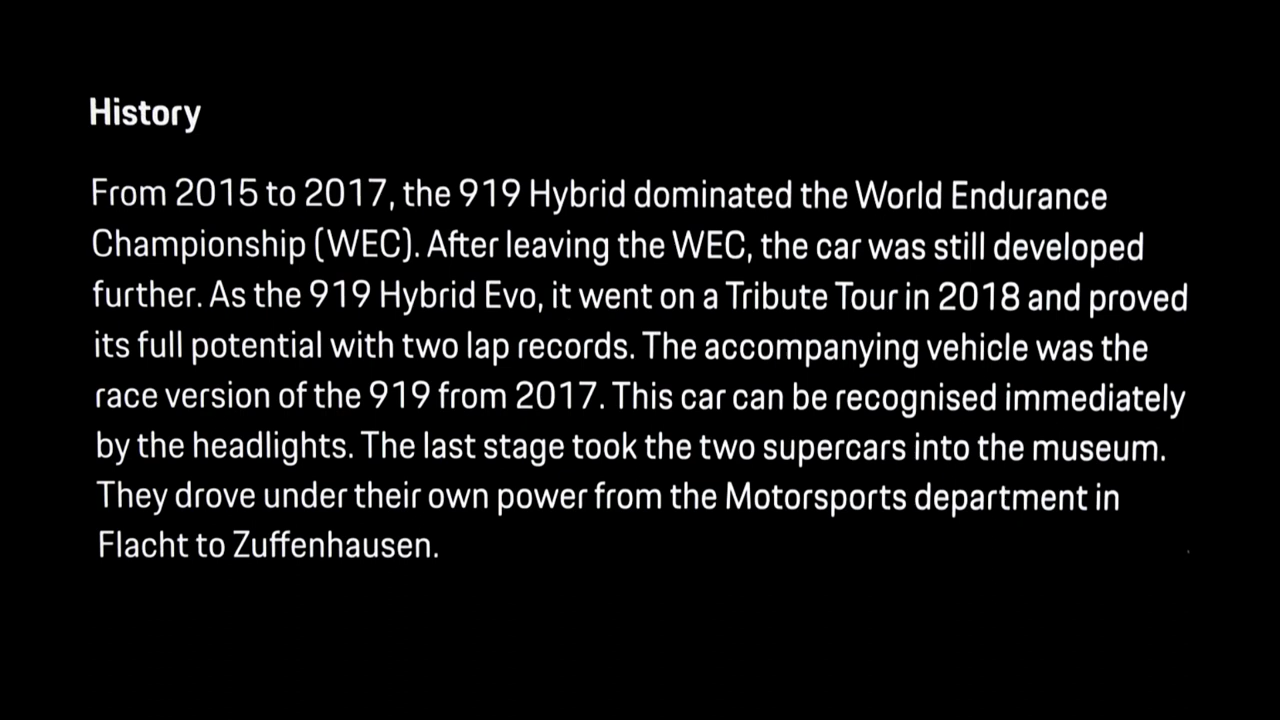 History
From 2015 to 2017, the 919 Hybrid dominated the World Endurance
Championship (WEC). After leaving the WEC, the car was still developed
further. As the 919 Hybrid Evo, it went on a Tribute Tour in 2018 and proved
its full potential with two lap records. The accompanying vehicle was the
race version of the 919 from 2017. This car can be recognised immediately
by the headlights. The last stage took the two supercars into the museum.
They drove under their own power from the Motorsports department in
Flacht to Zuffenhausen.